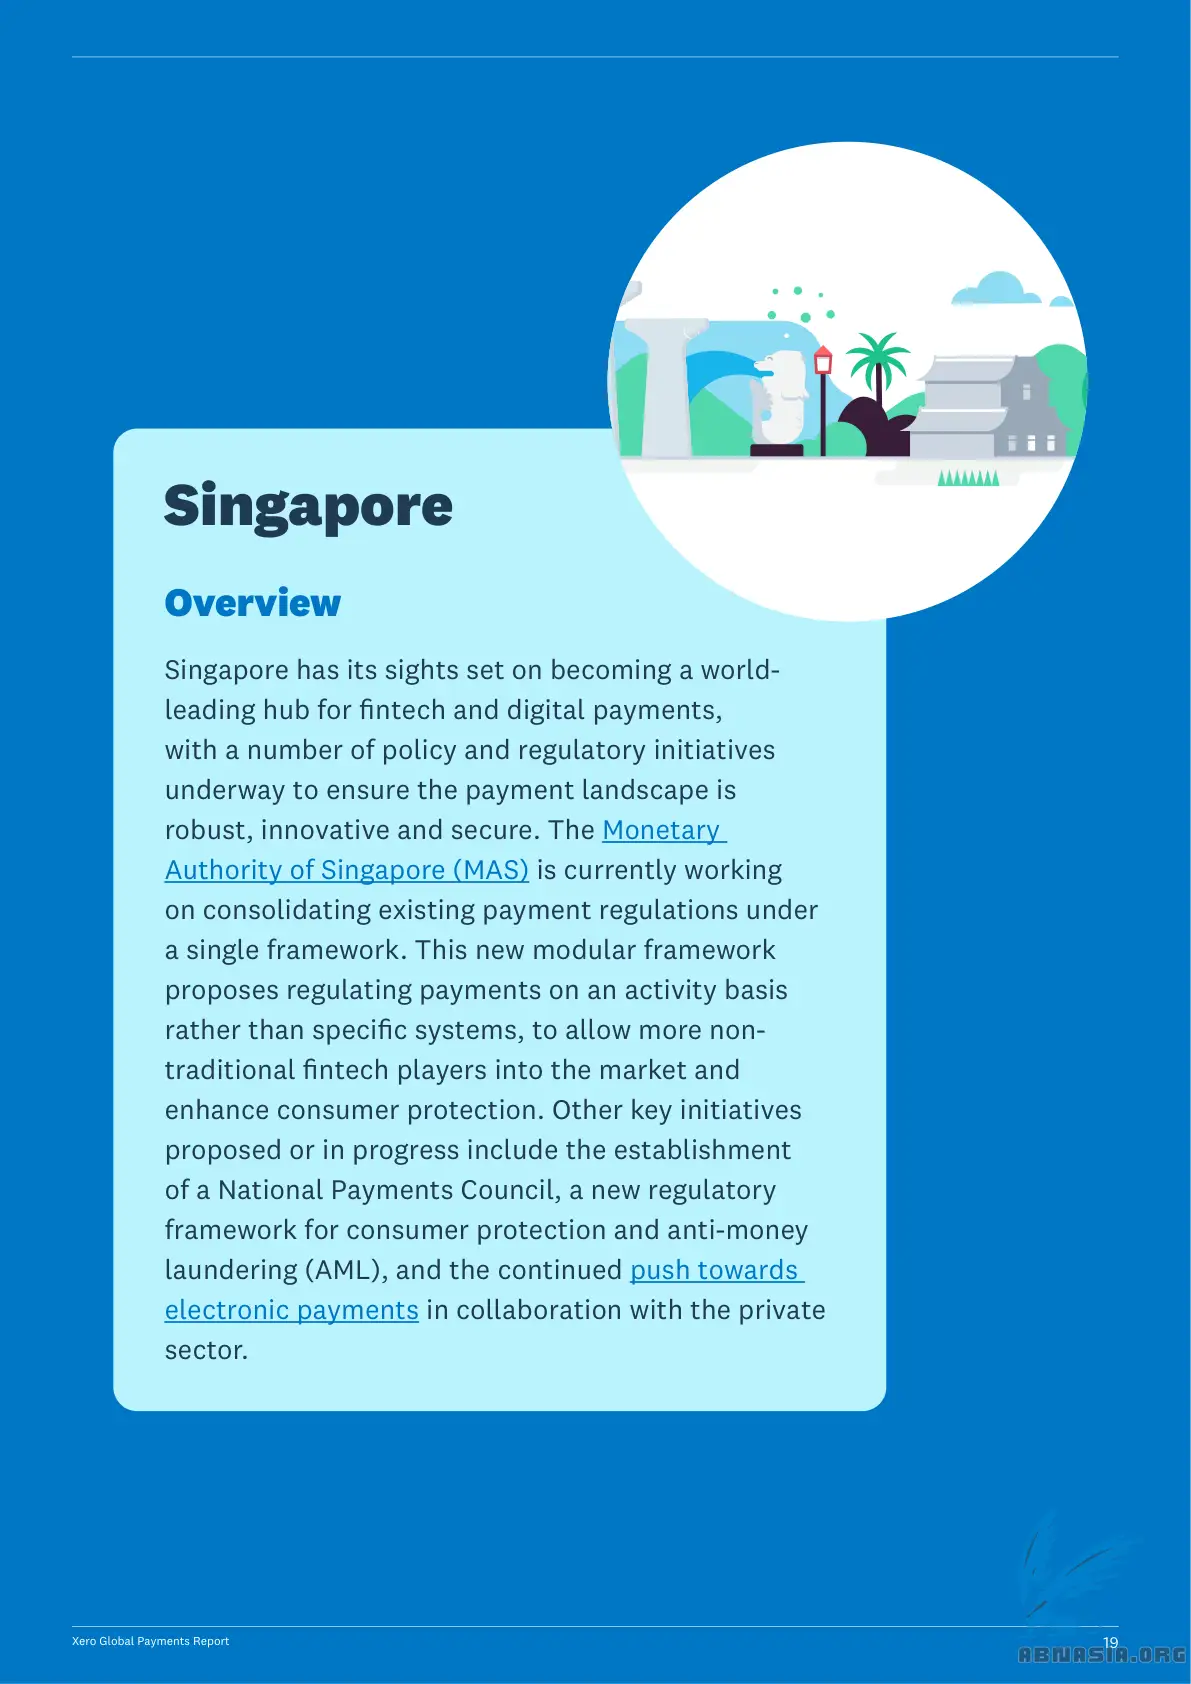 Singapore
Overview
Singapore has its sights set on becoming a world-
leading hub for fintech and digital payments,
with a number of policy and regulatory initiatives
underway to ensure the payment landscape is
robust, innovative and secure. The Monetary
Authority of Singapore (MAS) is currently working
on consolidating existing payment regulations under
a single framework. This new modular framework
proposes regulating payments on an activity basis
rather than specific systems, to allow more non-
traditional fintech players into the market and
enhance consumer protection. Other key initiatives
proposed or in progress include the establishment
of a National Payments Council, a new regulatory
framework for consumer protection and anti-money
laundering (AML), and the continued push towards
electronic payments in collaboration with the private
sector.
Xero Global Payments Report
19
ABNASIA.ORG